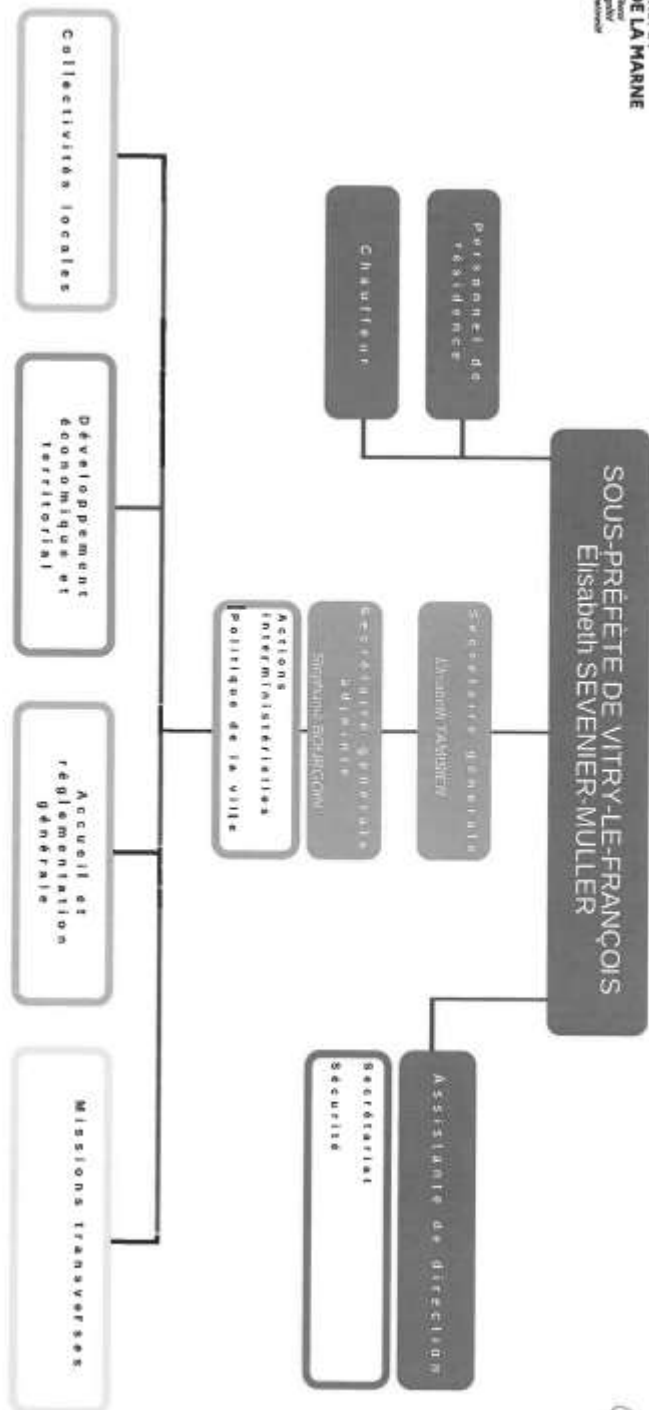 DE LA MARNE
SOUS-PRÉFÈTE DE VITRY-LE-FRANÇOIS
Élisabeth SEVENIER-MULLER
Personnel de
résidence
Chauffeur
Secrétaire générale
Élisabeth
Secrétaire générale
adjointe
Stéphanie
Actions
interministérielles
Politique de la ville
Assistante de direction
Secrétariat
Sécurité
Collectivités locales
Développement
économique et
territorial
Accueil et
réglementation
générale
Missions transverses